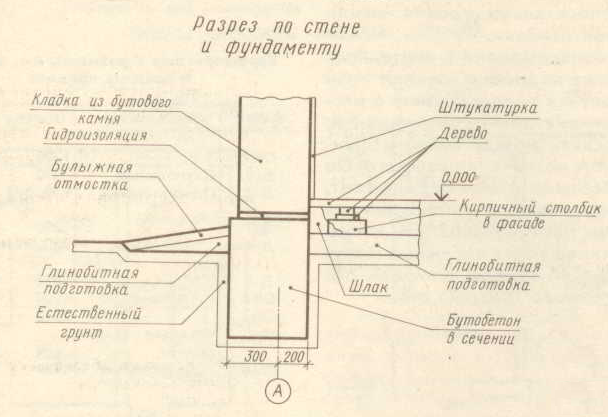 Разрез по стене
и фундаменту
Кладка из бутового
камня
Гидроизоляция
Булыжная
отмостка
Глинобитная
подготовка
Естественный
грунт
Штукатурка
Дерево
0,000
Кирпичный столбик
в фасаде
Шлак
Глинобитная
подготовка
Бутобетон
в сечении
300
200
А